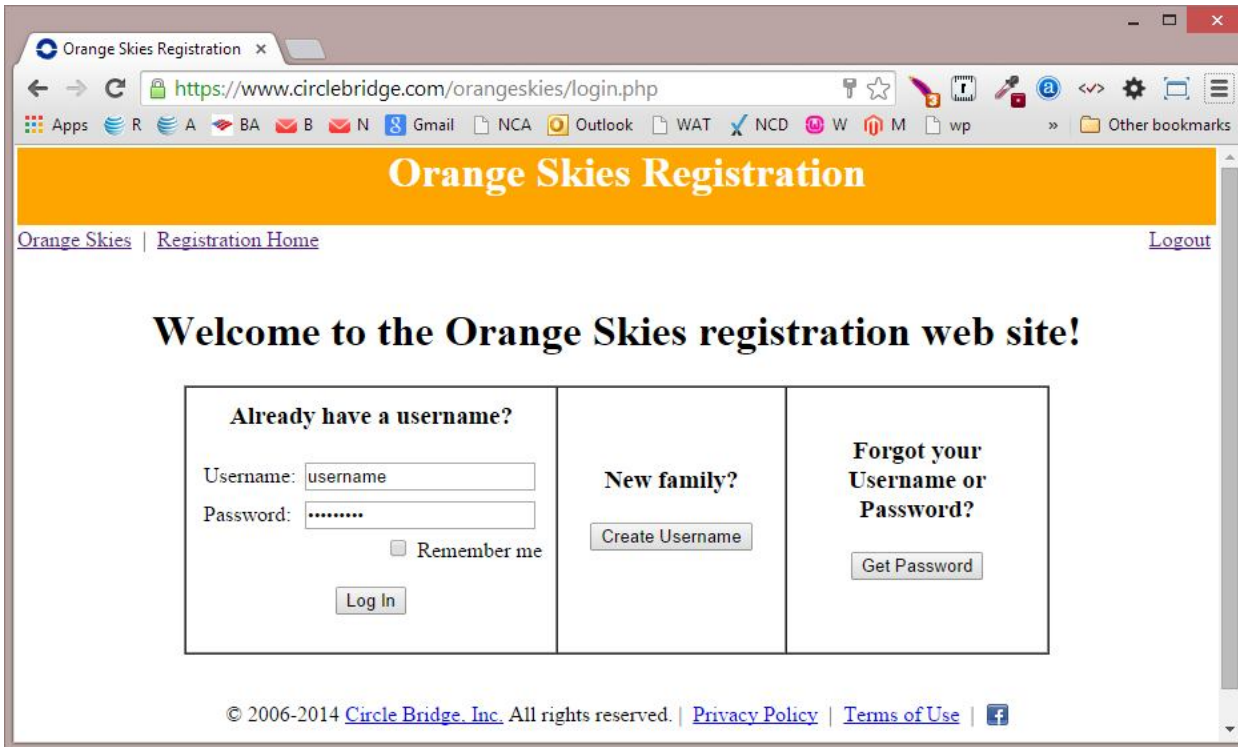 Orange Skies Registration ×
https://www.circlebridge.com/orangeskies/login.php
3 T a
Apps R A BA B N 8 Gmail NCA Outlook WAT NCD W M wp » Other bookmarks
Orange Skies Registration
Orange Skies | Registration Home Logout
Welcome to the Orange Skies registration web site!
Already have a username?
Username: username
Password: •••••••••
Remember me
Log In
New family?
Create Username
Forgot your
Username or
Password?
Get Password
© 2006-2014 Circle Bridge, Inc. All rights reserved. | Privacy Policy | Terms of Use | f